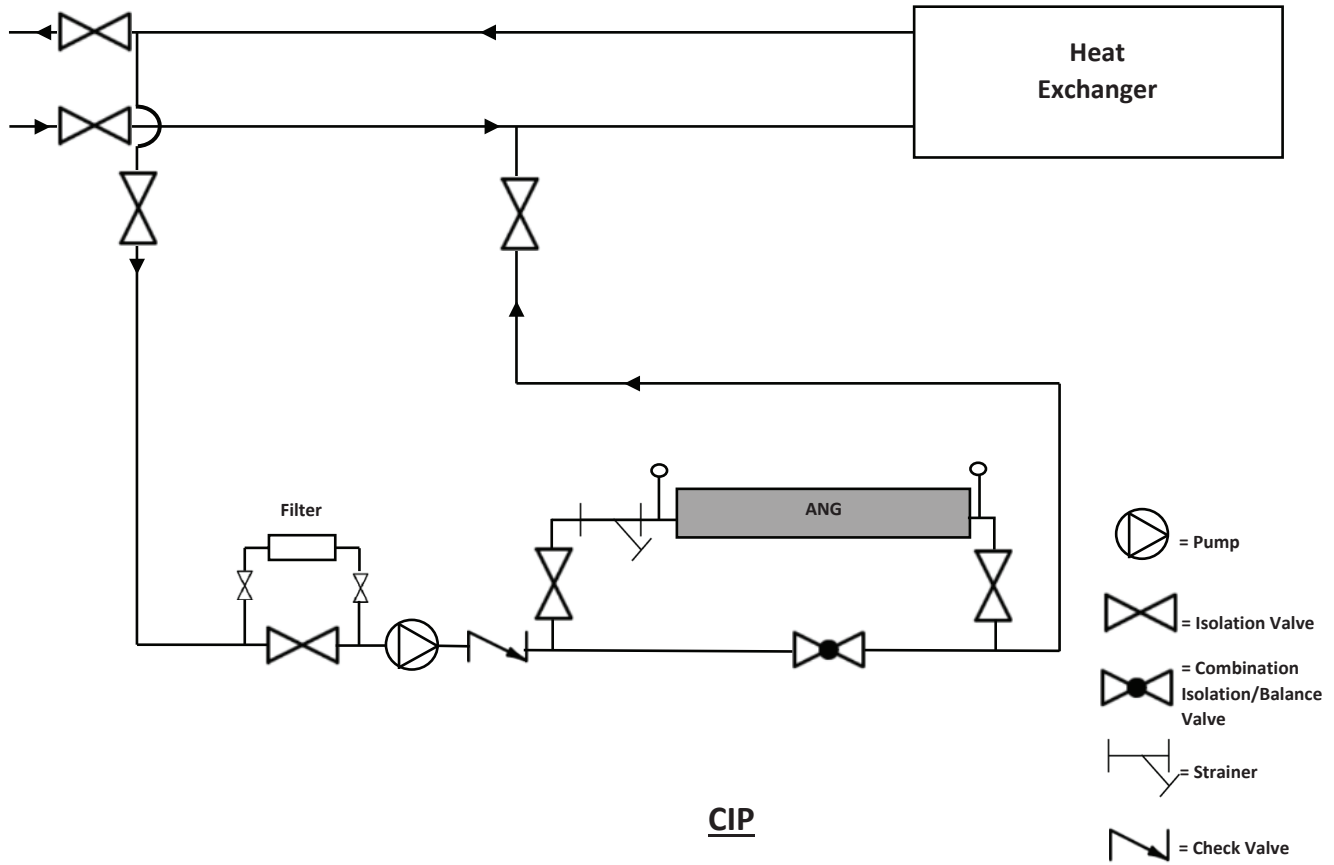 Heat
Exchanger
Filter
ANG
= Pump
= Isolation Valve
= Combination
Isolation/Balance
Valve
= Strainer
CIP
= Check Valve